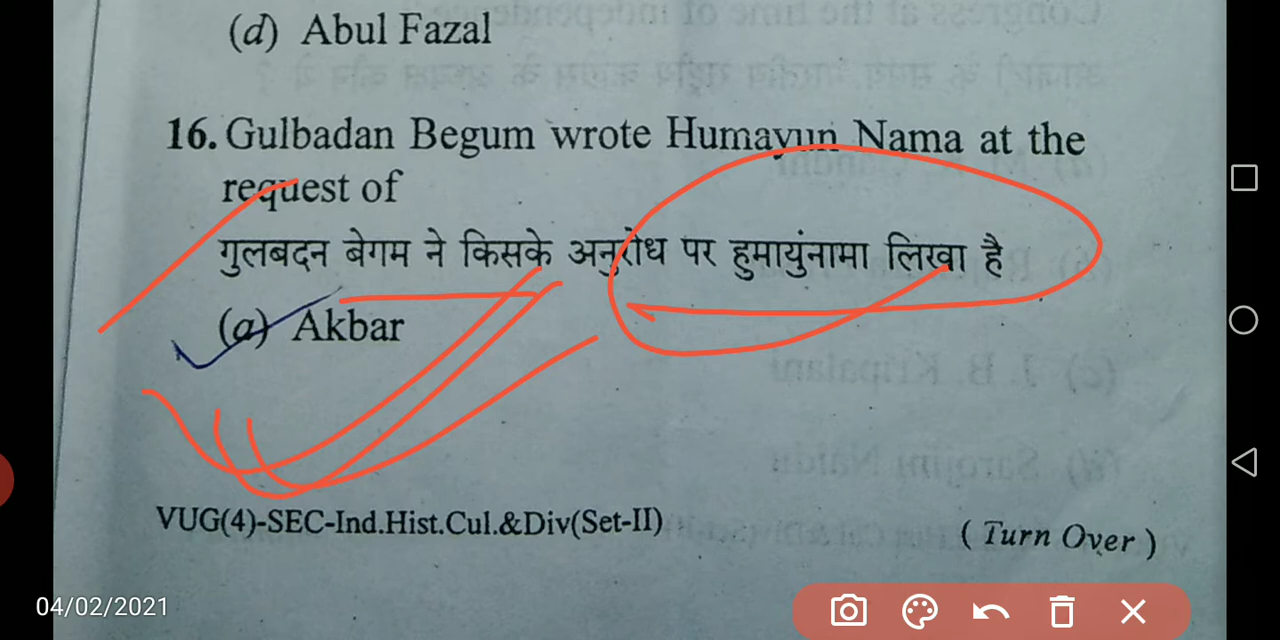 (d) Abul Fazal
16. Gulbadan Begum wrote Humayun Nama at the
request of
गुलबदन बेगम ने किसके अनुरोध पर हुमायुंनामा लिखा है
(a) Akbar
VUG(4)-SEC-Ind.Hist.Cul.&Div(Set-II)
( Turn Over )
04/02/2021